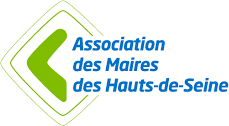 Association
des Maires
des Hauts-de-Seine